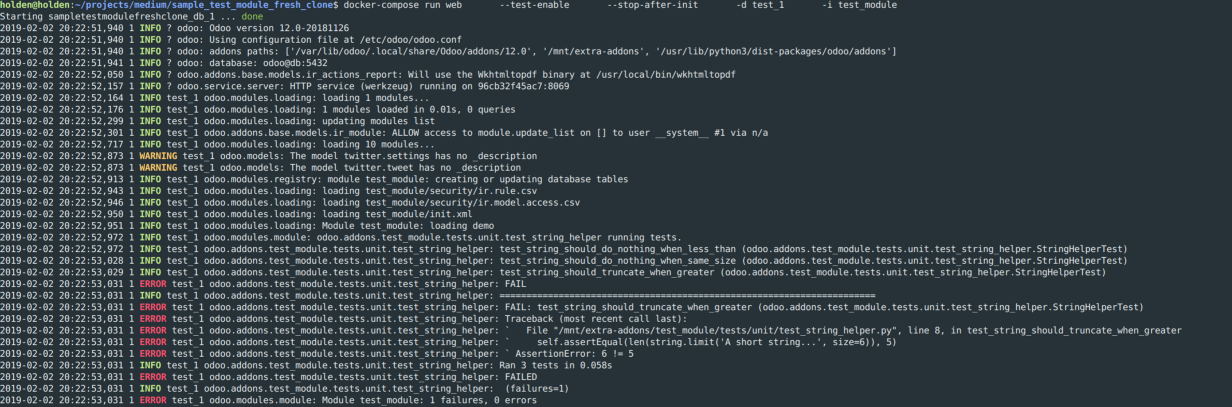 holden@holden:~/projects/medium/sample_test_module_fresh_clone$ docker-compose run web --test-enable --stop-after-init -d test_1 -i test_module
Starting sampletestmodulefreshclone_db_1 ... done
2019-02-02 20:22:51,940 1 INFO ? odoo: Odoo version 12.0-20181126
2019-02-02 20:22:51,940 1 INFO ? odoo: Using configuration file at /etc/odoo/odoo.conf
2019-02-02 20:22:51,940 1 INFO ? odoo: addons paths: ['/var/lib/odoo/.local/share/Odoo/addons/12.0', '/mnt/extra-addons', '/usr/lib/python3/dist-packages/odoo/addons']
2019-02-02 20:22:51,941 1 INFO ? odoo: database: odoo@db:5432
2019-02-02 20:22:52,050 1 INFO ? odoo.addons.base.models.ir_actions_report: Will use the Wkhtmltopdf binary at /usr/local/bin/wkhtmltopdf
2019-02-02 20:22:52,157 1 INFO ? odoo.service.server: HTTP service (werkzeug) running on 96cb32f45ac7:8069
2019-02-02 20:22:52,164 1 INFO test_1 odoo.modules.loading: loading 1 modules...
2019-02-02 20:22:52,176 1 INFO test_1 odoo.modules.loading: 1 modules loaded in 0.01s, 0 queries
2019-02-02 20:22:52,299 1 INFO test_1 odoo.modules.loading: updating modules list
2019-02-02 20:22:52,301 1 INFO test_1 odoo.addons.base.models.ir_module: ALLOW access to module.update_list on [] to user __system__ #1 via n/a
2019-02-02 20:22:52,717 1 INFO test_1 odoo.modules.loading: loading 10 modules...
2019-02-02 20:22:52,873 1 WARNING test_1 odoo.models: The model twitter.settings has no _description
2019-02-02 20:22:52,873 1 WARNING test_1 odoo.models: The model twitter.tweet has no _description
2019-02-02 20:22:52,913 1 INFO test_1 odoo.modules.registry: module test_module: creating or updating database tables
2019-02-02 20:22:52,943 1 INFO test_1 odoo.modules.loading: loading test_module/security/ir.rule.csv
2019-02-02 20:22:52,946 1 INFO test_1 odoo.modules.loading: loading test_module/security/ir.model.access.csv
2019-02-02 20:22:52,950 1 INFO test_1 odoo.modules.loading: loading test_module/init.xml
2019-02-02 20:22:52,951 1 INFO test_1 odoo.modules.loading: Module test_module: loading demo
2019-02-02 20:22:52,972 1 INFO test_1 odoo.modules.module: odoo.addons.test_module.tests.unit.test_string_helper running tests.
2019-02-02 20:22:52,972 1 INFO test_1 odoo.addons.test_module.tests.unit.test_string_helper: test_string_should_do_nothing_when_less_than (odoo.addons.test_module.tests.unit.test_string_helper.StringHelperTest)
2019-02-02 20:22:53,028 1 INFO test_1 odoo.addons.test_module.tests.unit.test_string_helper: test_string_should_do_nothing_when_same_size (odoo.addons.test_module.tests.unit.test_string_helper.StringHelperTest)
2019-02-02 20:22:53,029 1 INFO test_1 odoo.addons.test_module.tests.unit.test_string_helper: test_string_should_truncate_when_greater (odoo.addons.test_module.tests.unit.test_string_helper.StringHelperTest)
2019-02-02 20:22:53,031 1 ERROR test_1 odoo.addons.test_module.tests.unit.test_string_helper: FAIL
2019-02-02 20:22:53,031 1 INFO test_1 odoo.addons.test_module.tests.unit.test_string_helper: ======================================================================
2019-02-02 20:22:53,031 1 ERROR test_1 odoo.addons.test_module.tests.unit.test_string_helper: FAIL: test_string_should_truncate_when_greater (odoo.addons.test_module.tests.unit.test_string_helper.StringHelperTest)
2019-02-02 20:22:53,031 1 ERROR test_1 odoo.addons.test_module.tests.unit.test_string_helper: Traceback (most recent call last):
2019-02-02 20:22:53,031 1 ERROR test_1 odoo.addons.test_module.tests.unit.test_string_helper: ` File "/mnt/extra-addons/test_module/tests/unit/test_string_helper.py", line 8, in test_string_should_truncate_when_greater
2019-02-02 20:22:53,031 1 ERROR test_1 odoo.addons.test_module.tests.unit.test_string_helper: ` self.assertEqual(len(string.limit('A short string...', size=6)), 5)
2019-02-02 20:22:53,031 1 ERROR test_1 odoo.addons.test_module.tests.unit.test_string_helper: ` AssertionError: 6 != 5
2019-02-02 20:22:53,031 1 INFO test_1 odoo.addons.test_module.tests.unit.test_string_helper: Ran 3 tests in 0.058s
2019-02-02 20:22:53,031 1 ERROR test_1 odoo.addons.test_module.tests.unit.test_string_helper: FAILED
2019-02-02 20:22:53,031 1 INFO test_1 odoo.addons.test_module.tests.unit.test_string_helper: (failures=1)
2019-02-02 20:22:53,031 1 ERROR test_1 odoo.modules.module: Module test_module: 1 failures, 0 errors